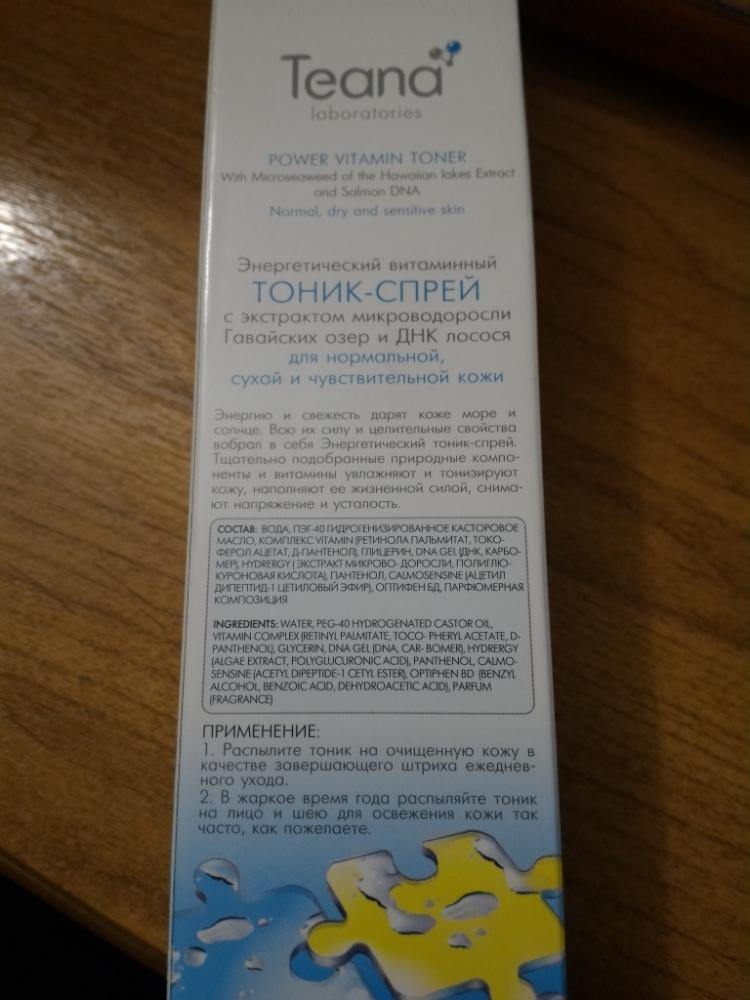 Teana
laboratories
POWER VITAMIN TONER
With Microseaweed of the Hawaiian lakes Extract
and Salmon DNA
Normal, dry and sensitive skin
Энергетический витаминный
ТОНИК-СПРЕЙ
с экстрактом микроводоросли
Гавайских озер и ДНК лосося
для нормальной,
сухой и чувствительной кожи
Энергию и свежесть дарят коже море и
солнце. Всю их силу и целительные свойства
вобрал в себя Энергетический тоник-спрей.
Тщательно подобранные природные компо-
ненты и витамины увлажняют и тонизируют
кожу, наполняют ее жизненной силой, снима-
ют напряжение и усталость.
СОСТАВ: ВОДА, ПЭГ-40 ГИДРОГЕНИЗИРОВАННОЕ КАСТОРОВОЕ
МАСЛО, КОМПЛЕКС VITAMIN (РЕТИНОЛА ПАЛЬМИТАТ, ТОКО-
ФЕРОЛ АЦЕТАТ, Д-ПАНТЕНОЛ), ГЛИЦЕРИН, DNA GEL (ДНК, КАРБО-
МЕР), HYDRERGY ( ЭКСТРАКТ МИКРОВО- ДОРОСЛИ, ПОЛИГЛЮ-
КУРОНОВАЯ КИСЛОТА), ПАНТЕНОЛ, CALMOSENSINE (АЦЕТИЛ
ДИПЕПТИД-1 ЦЕТИЛОВЫЙ ЭФИР), ОПТИФЕН БД, ПАРФЮМЕРНАЯ
КОМПОЗИЦИЯ
INGREDIENTS: WATER, PEG-40 HYDROGENATED CASTOR OIL,
VITAMIN COMPLEX (RETINYL PALMITATE, TOCO- PHERYL ACETATE, D-
PANTHENOL), GLYCERIN, DNA GEL (DNA, CAR- BOMER), HYDRERGY
(ALGAE EXTRACT, POLYGLUCURONIC ACID), PANTHENOL, CALMO-
SENSINE (ACETYL DIPEPTIDE-1 CETYL ESTER), OPTIPHEN BD (BENZYL
ALCOHOL, BENZOIC ACID, DEHYDROACETIC ACID), PARFUM
(FRAGRANCE)
ПРИМЕНЕНИЕ:
1. Распылите тоник на очищенную кожу в
качестве завершающего штриха ежеднев-
ного ухода.
2. В жаркое время года распыляйте тоник
на лицо и шею для освежения кожи так
часто, как пожелаете.